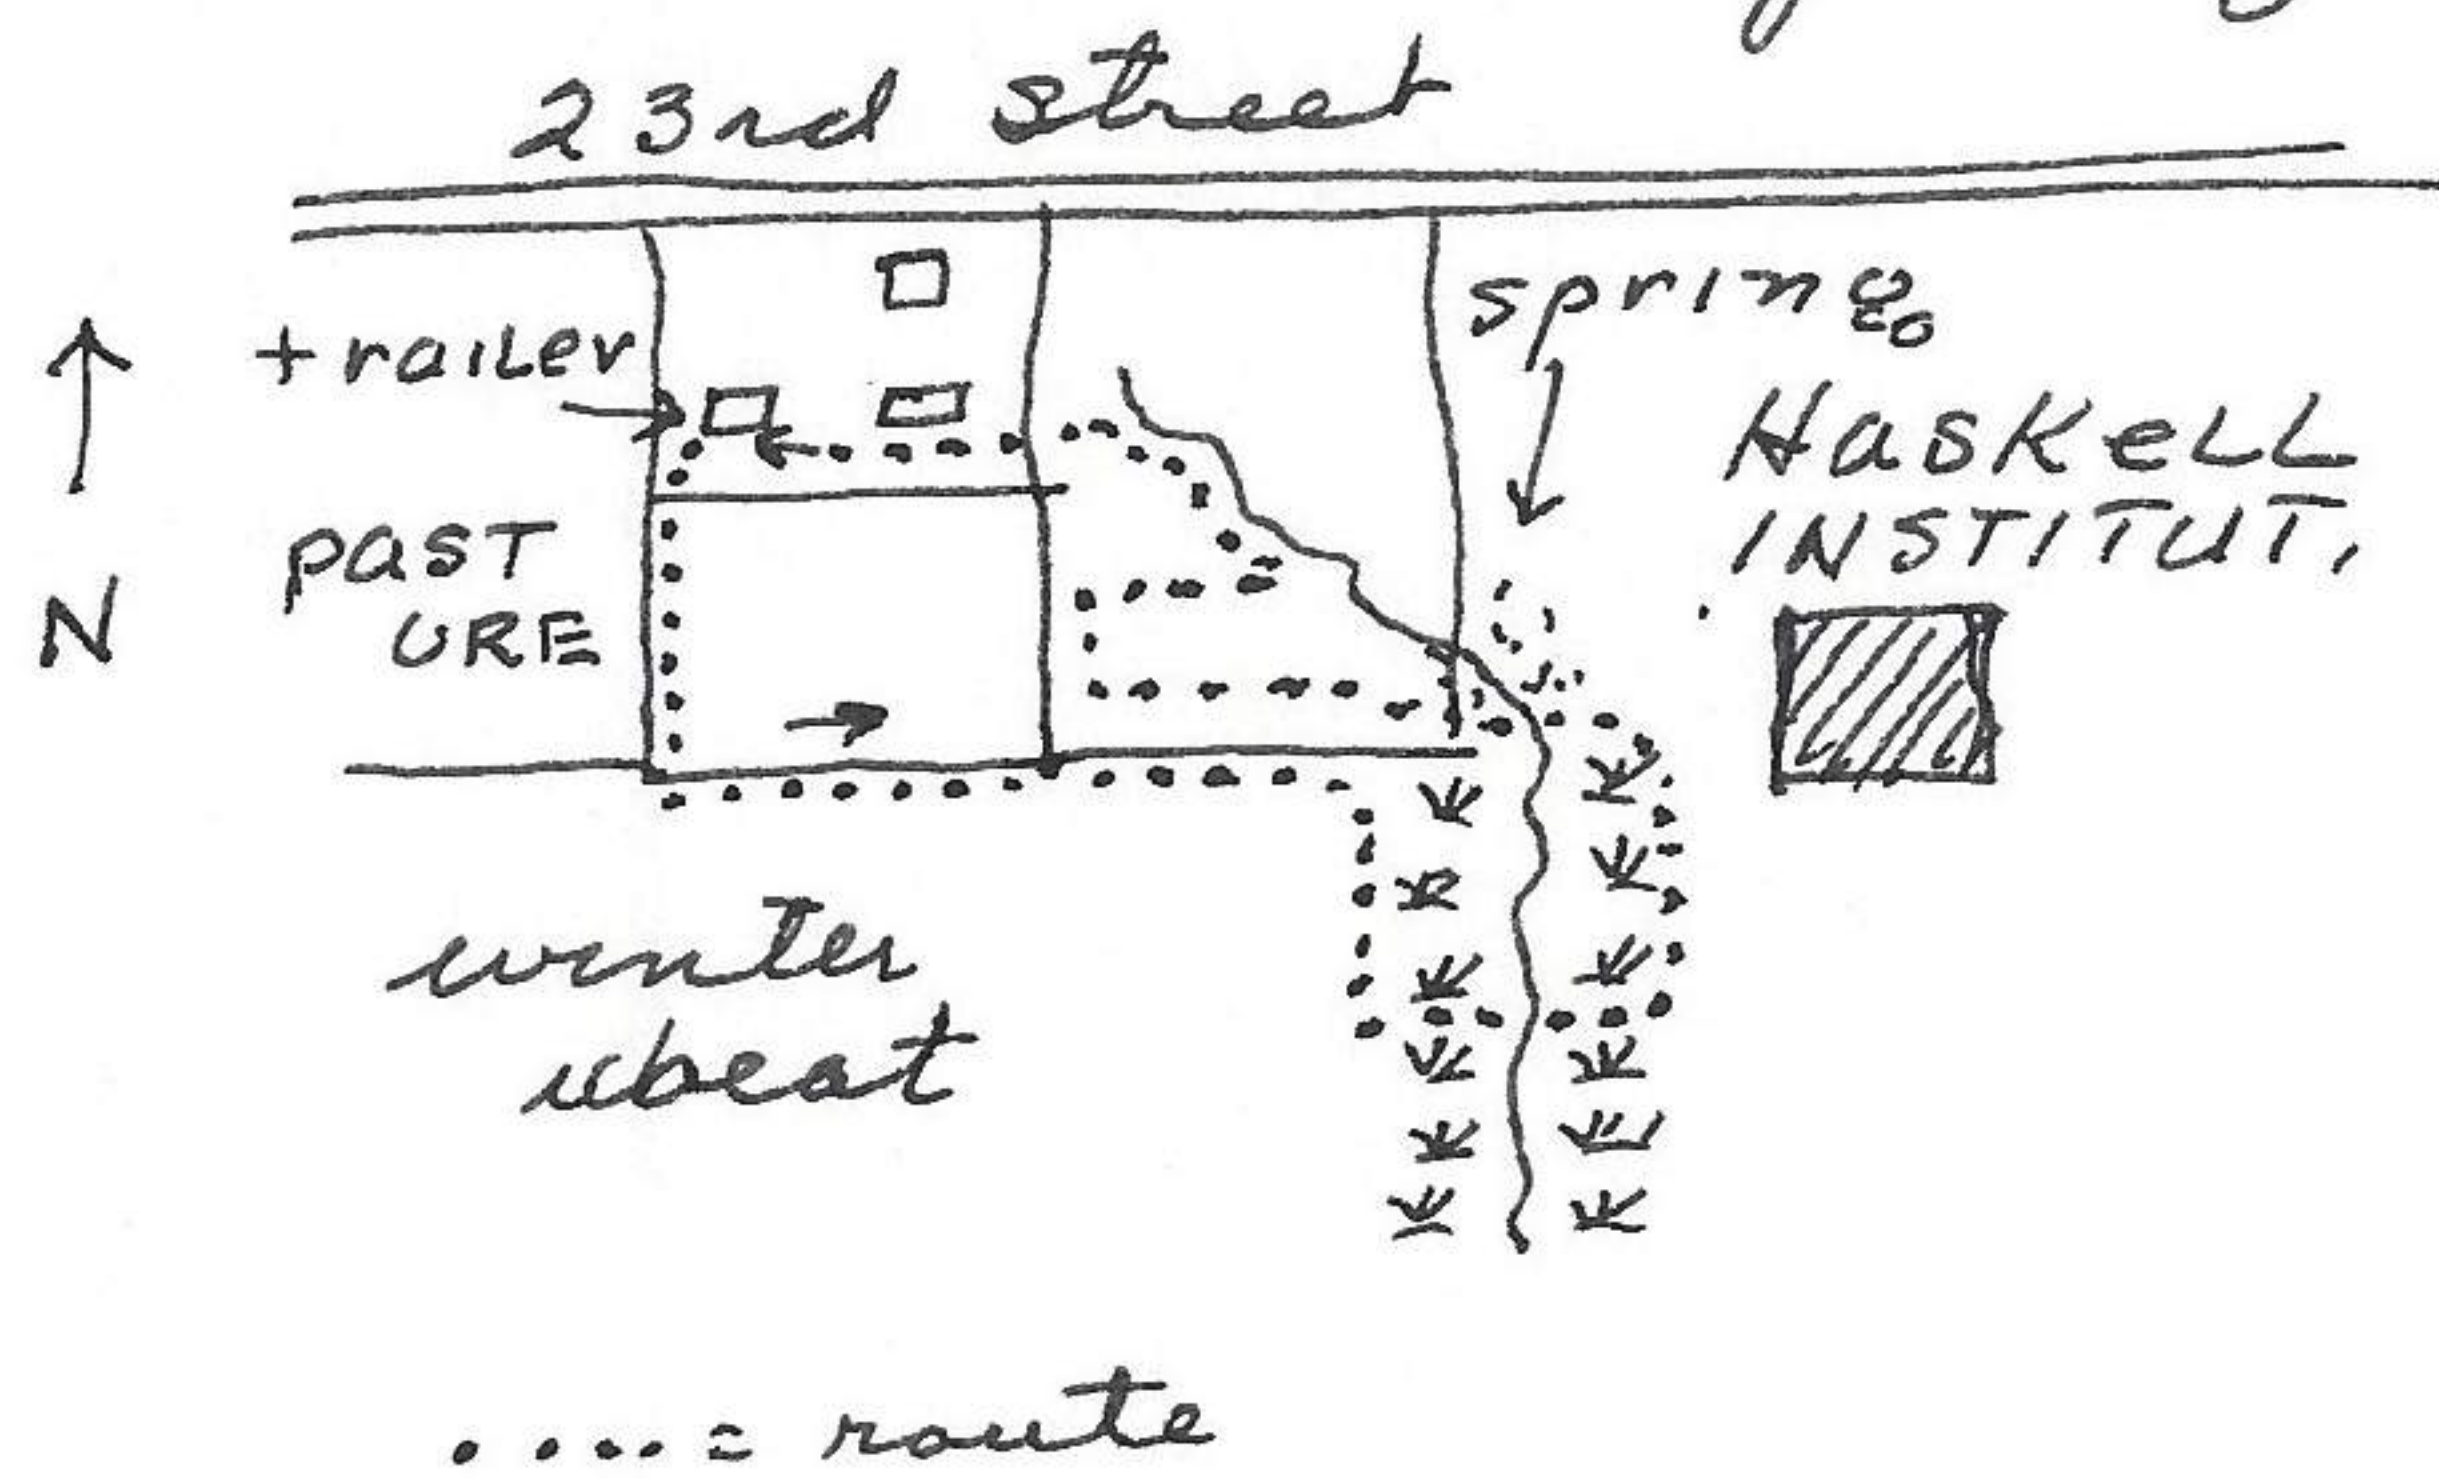 23rd street
spring
trailer
HaskeLL
INSTITUT.
PAST
URE
N
winter
wheat
.... = route